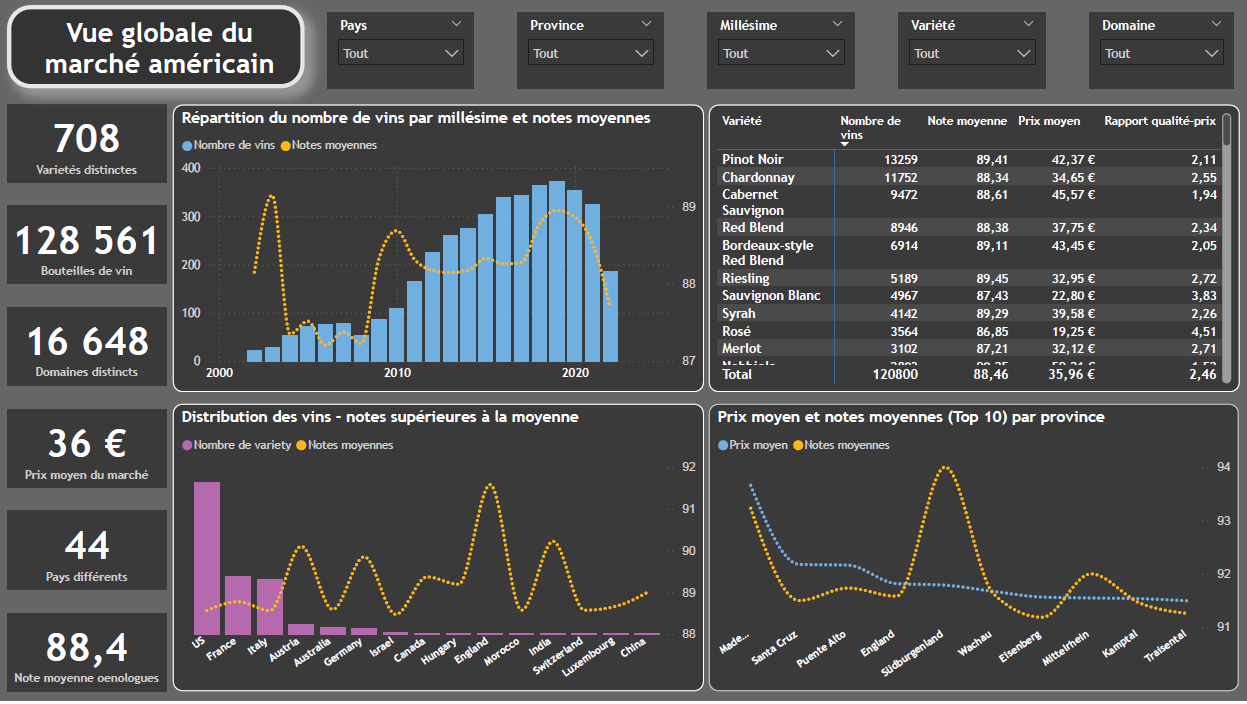 Vue globale du
marché américain
Pays
Tout
Province
Tout
Millésime
Tout
Variété
Tout
Domaine
Tout
708
Varietés distinctes
128 561
Bouteilles de vin
16 648
Domaines distincts
36 €
Prix moyen du marché
44
Pays différents
88,4
Note moyenne oenologues
Répartition du nombre de vins par millésime et notes moyennes
Nombre de vins Notes moyennes
400
300
200
100
0
89
88
87
2000 2010 2020
Variété Nombre de vins Note moyenne Prix moyen Rapport qualité-prix
Pinot Noir 13259 89,41 42,37 € 2,11
Chardonnay 11752 88,34 34,65 € 2,55
Cabernet 9472 88,61 45,57 € 1,94
Sauvignon
Red Blend 8946 88,38 37,75 € 2,34
Bordeaux-style 6914 89,11 43,45 € 2,05
Red Blend
Riesling 5189 89,45 32,95 € 2,72
Sauvignon Blanc 4967 87,43 22,80 € 3,83
Syrah 4142 89,29 39,58 € 2,26
Rosé 3564 86,85 19,25 € 4,51
Merlot 3102 87,21 32,12 € 2,71
Total 120800 88,46 35,96 € 2,46
Distribution des vins - notes supérieures à la moyenne
Nombre de variety Notes moyennes
92
91
90
89
88
US
France
Italy
Austria
Australia
Germany
Israel
Canada
Hungary
England
Morocco
India
Switzerland
Luxembourg
China
Prix moyen et notes moyennes (Top 10) par province
Prix moyen Notes moyennes
94
93
92
91
Made...
Santa Cruz
Puente Alto
England
Südburgenland
Wachau
Eisenberg
Mittelrhein
Kamptal
Traisental